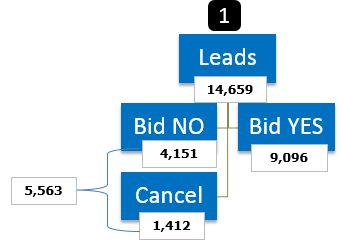 1
Leads
14,659
Bid NO
Bid YES
4,151
9,096
5,563
Cancel
1,412